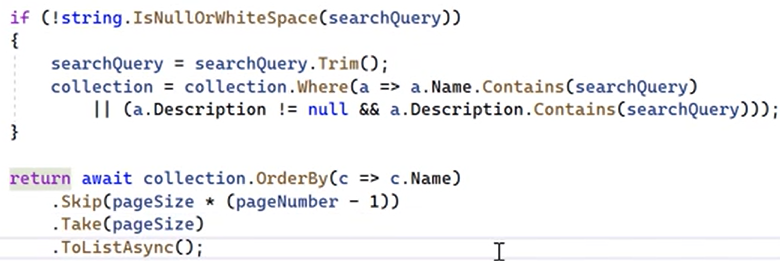 if (!string.IsNullOrWhiteSpace(searchQuery))
{
    searchQuery = searchQuery.Trim();
    collection = collection.Where(a => a.Name.Contains(searchQuery)
        || (a.Description != null && a.Description.Contains(searchQuery)));
}

return await collection.OrderBy(c => c.Name)
    .Skip(pageSize * (pageNumber - 1))
    .Take(pageSize)
    .ToListAsync();